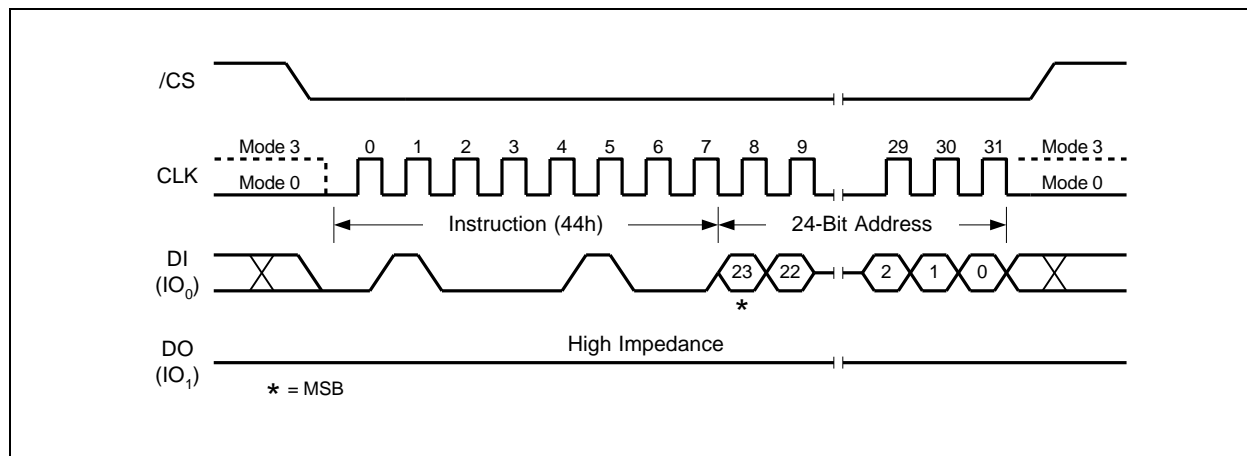 /CS
Mode 3 0 1 2 3 4 5 6 7 8 9 29 30 31 Mode 3
CLK
Mode 0 Mode 0
Instruction (44h) 24-Bit Address
DI
(IO₀)
23 22 2 1 0
*
High Impedance
DO
(IO₁)
* = MSB